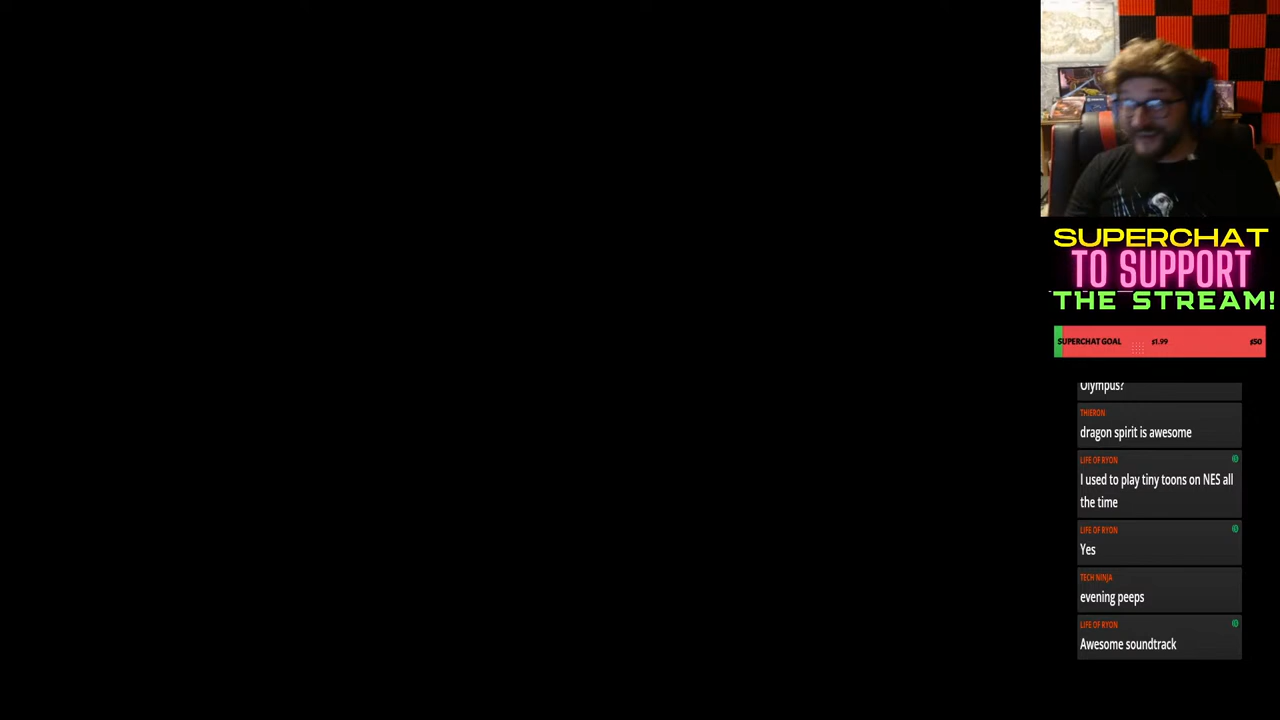 SUPERCHAT
TO SUPPORT
THE STREAM!
SUPERCHAT GOAL $1.99 $50
Olympus?
THIERON
dragon spirit is awesome
LIFE OF RYON
I used to play tiny toons on NES all
the time
LIFE OF RYON
Yes
TECH NINJA
evening peeps
LIFE OF RYON
Awesome soundtrack